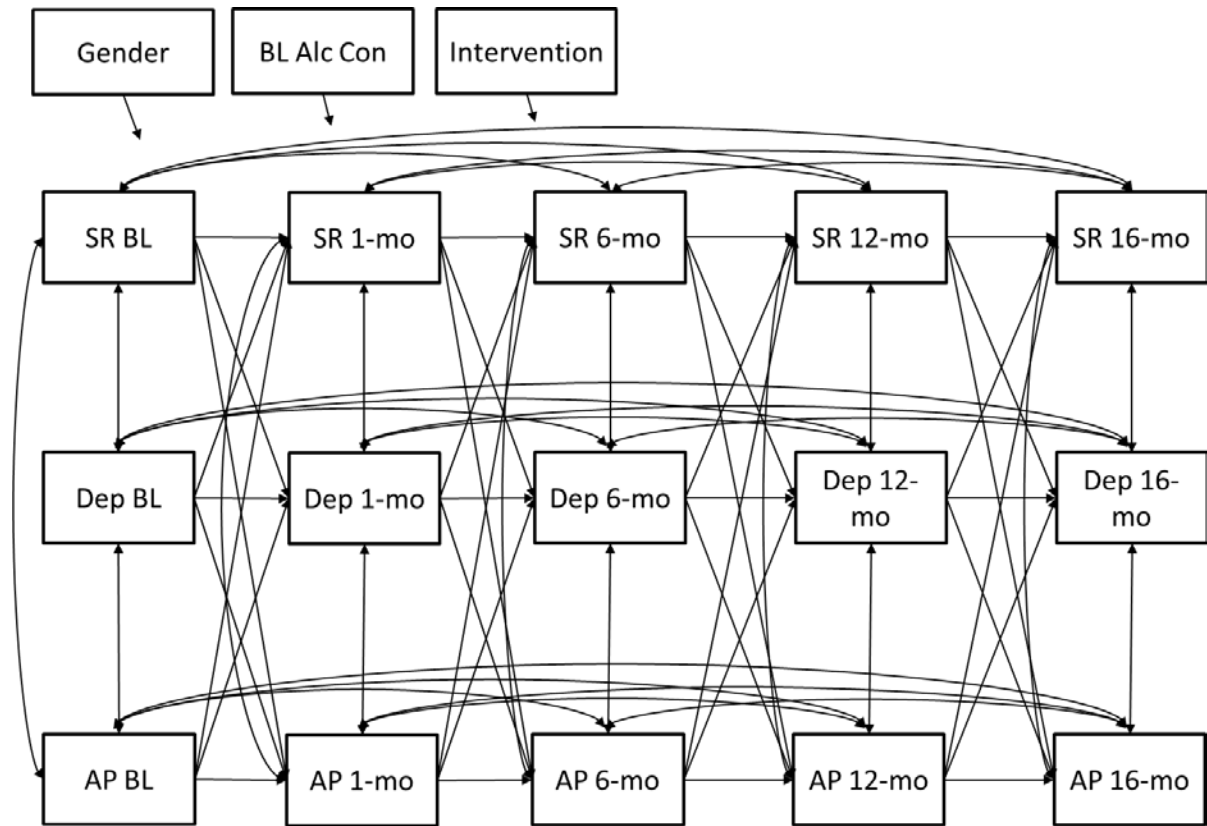 Gender
BL Alc Con
Intervention
SR BL
SR 1-mo
SR 6-mo
SR 12-mo
SR 16-mo
Dep BL
Dep 1-mo
Dep 6-mo
Dep 12-
mo
Dep 16-
mo
AP BL
AP 1-mo
AP 6-mo
AP 12-mo
AP 16-mo